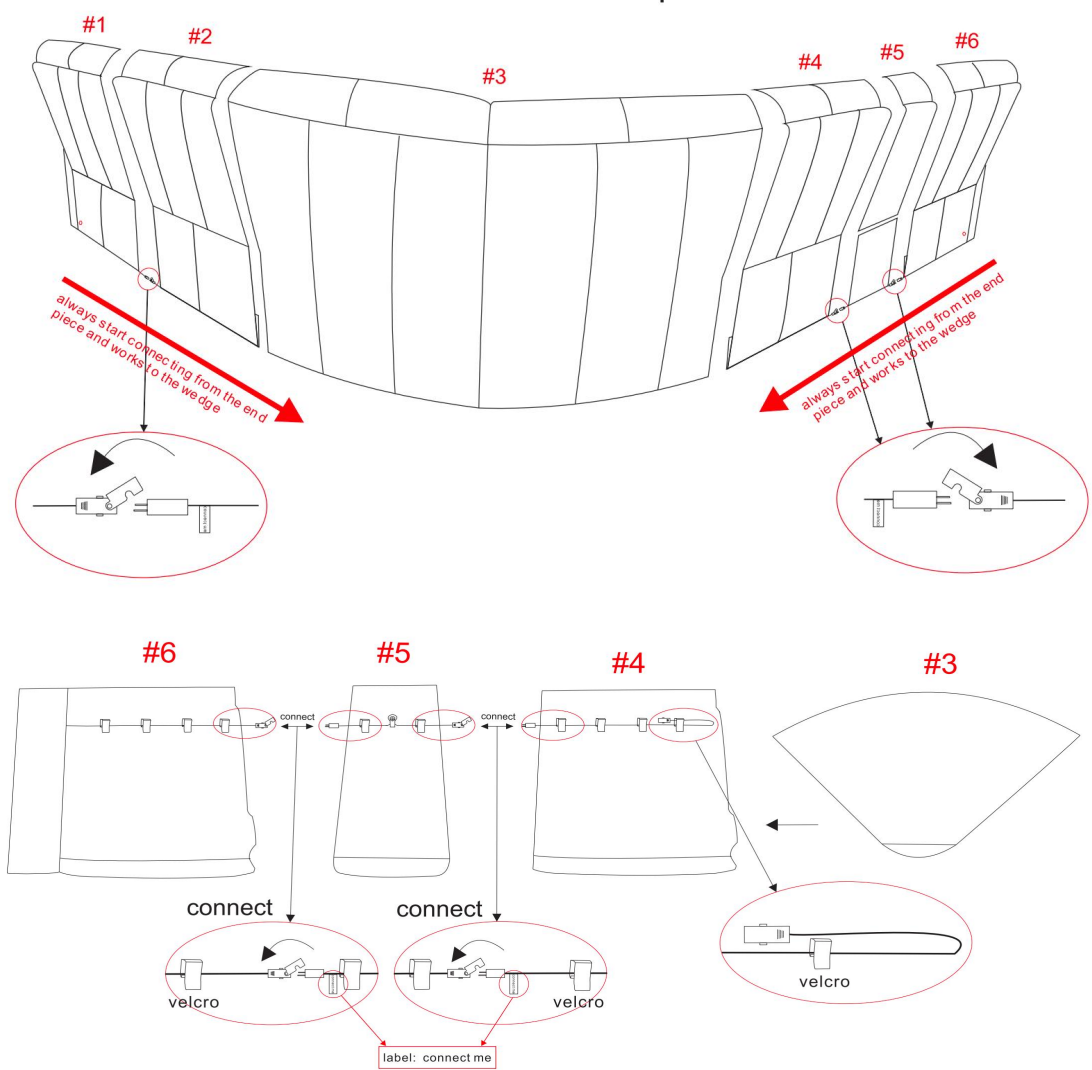 #1
#2
#3
#4
#5
#6
always start connecting from the end
piece and works to the wedge
always start connecting from the end
piece and works to the wedge
#6
#5
#4
#3
connect
connect
connect
connect
velcro
velcro
velcro
label: connect me